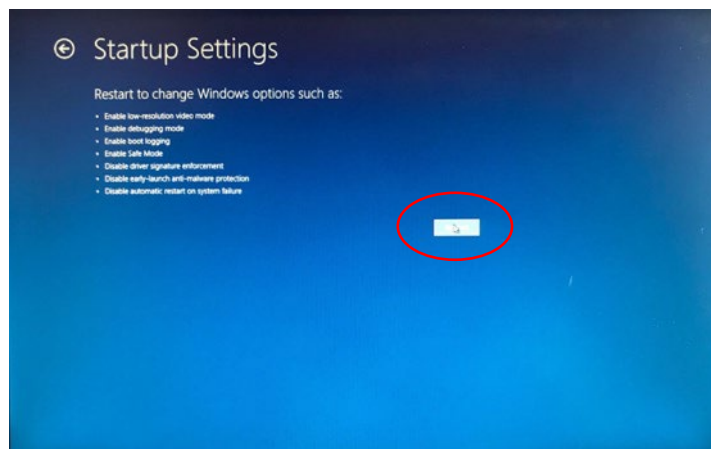 Startup Settings
Restart to change Windows options such as:
• Enable low-resolution video mode
• Enable debugging mode
• Enable boot logging
• Enable Safe Mode
• Disable driver signature enforcement
• Disable early-launch anti-malware protection
• Disable automatic restart on system failure